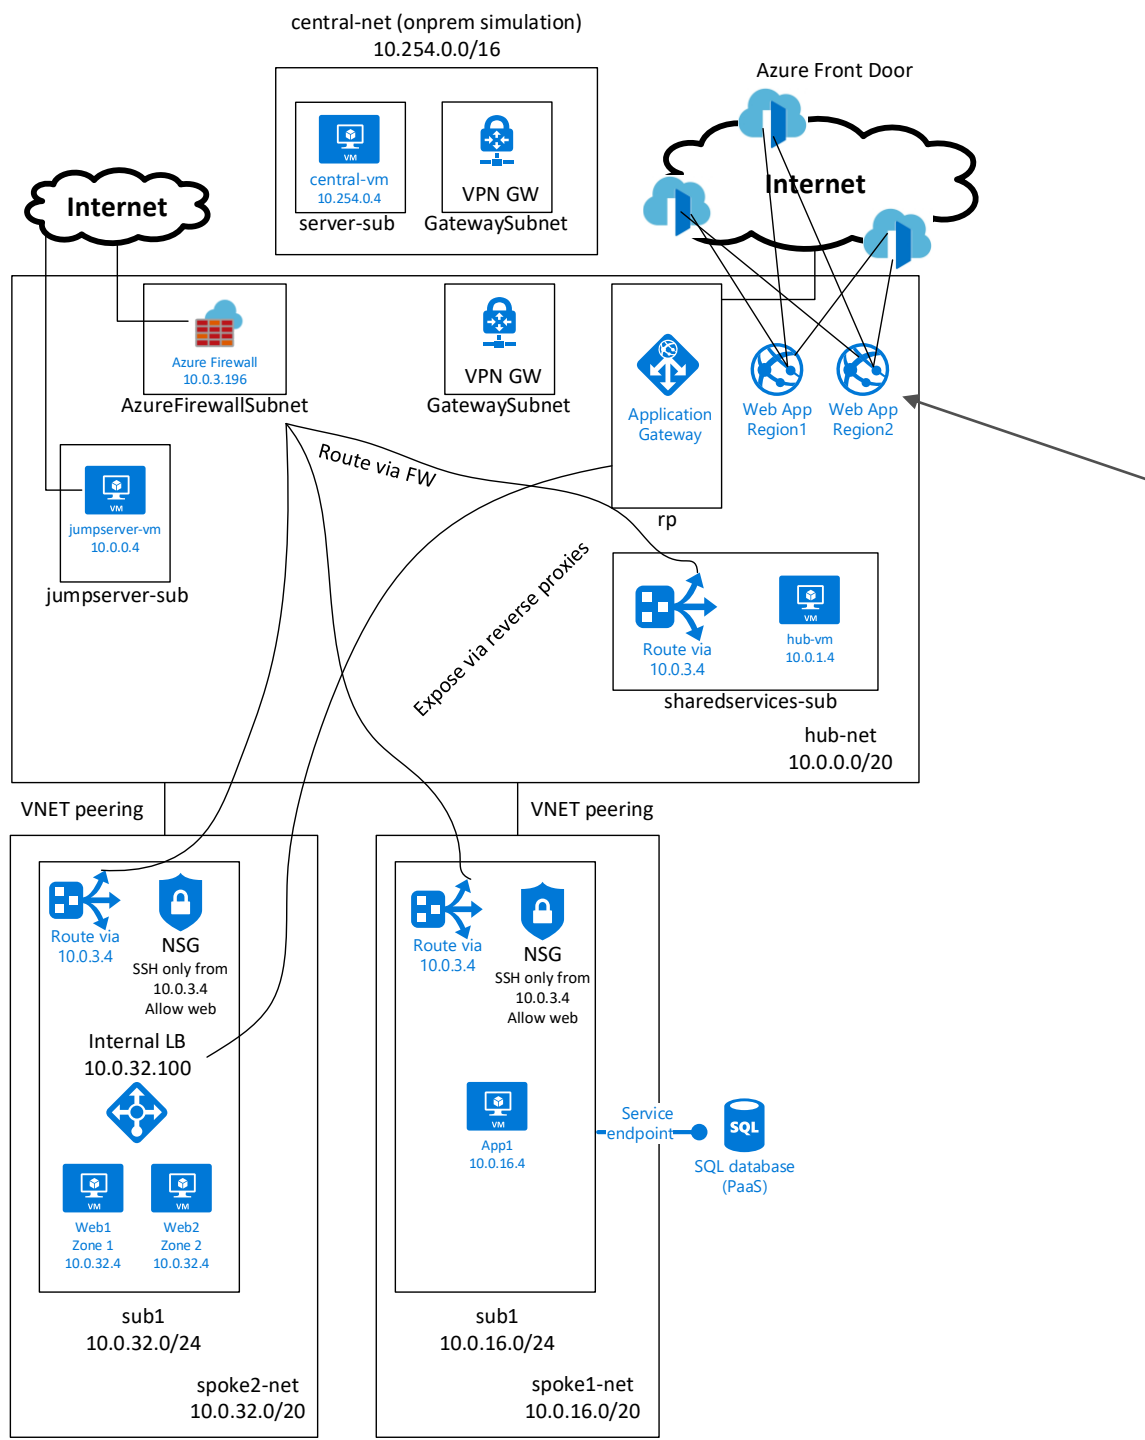 central-net (onprem simulation)
10.254.0.0/16
Azure Front Door
VM
central-vm
10.254.0.4
server-sub
VPN GW
GatewaySubnet
Internet
Internet
Azure Firewall
10.0.3.196
AzureFirewallSubnet
VPN GW
GatewaySubnet
Application
Gateway
rp
Web App
Region1
Web App
Region2
Route via FW
VM
jumpserver-vm
10.0.0.4
jumpserver-sub
Expose via reverse proxies
Route via
10.0.3.4
VM
hub-vm
10.0.1.4
sharedservices-sub
hub-net
10.0.0.0/20
VNET peering
VNET peering
Route via
10.0.3.4
NSG
SSH only from
10.0.3.4
Allow web
Internal LB
10.0.32.100
VM
Web1
Zone 1
10.0.32.4
VM
Web2
Zone 2
10.0.32.4
sub1
10.0.32.0/24
spoke2-net
10.0.32.0/20
Route via
10.0.3.4
NSG
SSH only from
10.0.3.4
Allow web
VM
App1
10.0.16.4
Service
endpoint
SQL
SQL database
(PaaS)
sub1
10.0.16.0/24
spoke1-net
10.0.16.0/20